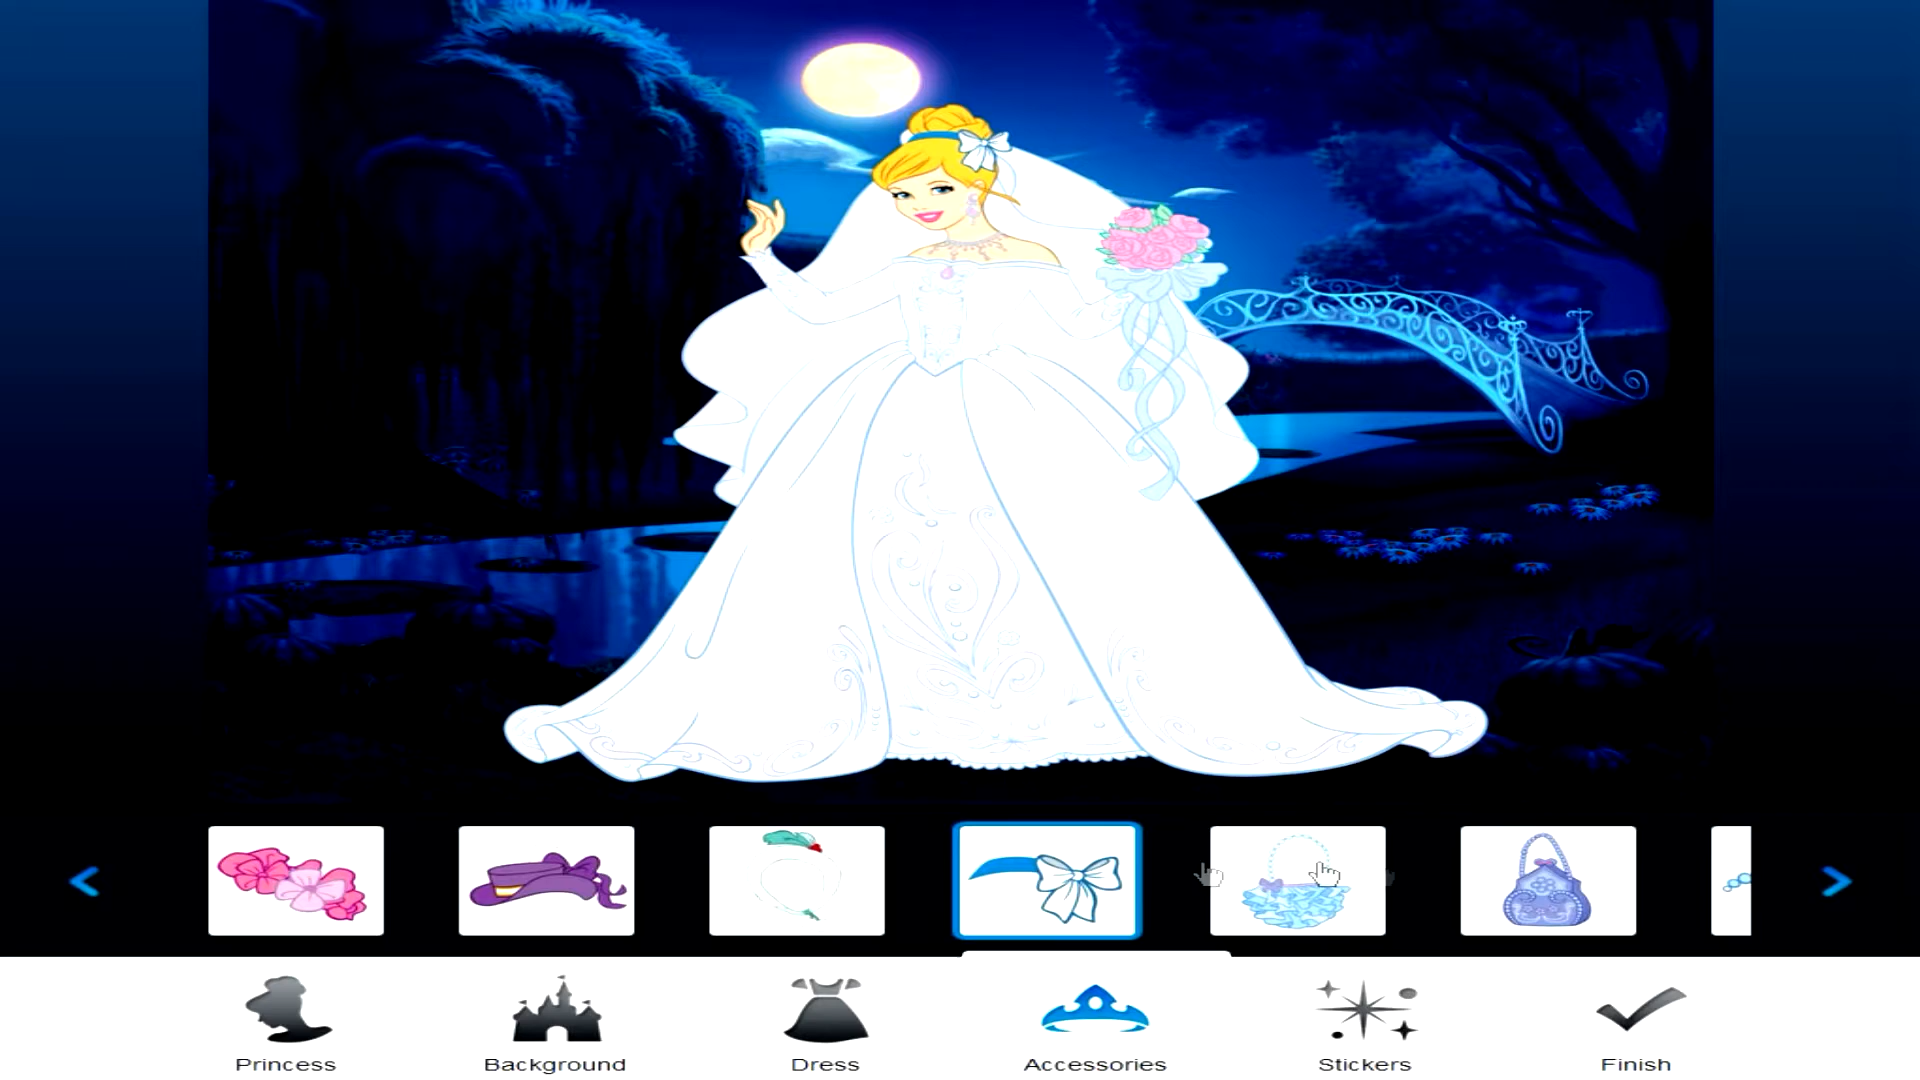 Princess
Background
Dress
Accessories
Stickers
Finish